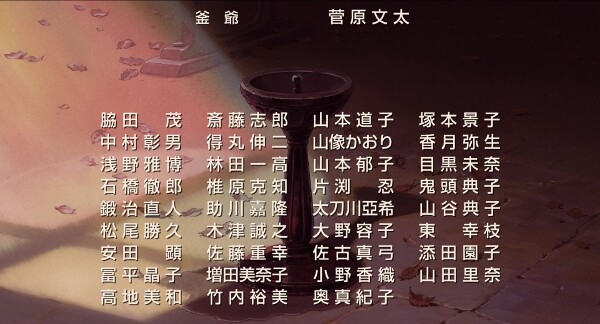 釜爺 菅原文太
脇田茂 斎藤志郎 山本道子 塚本景子
中村彰男 得丸伸二 山像かおり 香月弥生
浅野雅博 林田一高 山本郁子 目黒未奈
石橋徹郎 椎原克知 片渕忍 鬼頭典子
鍛治直人 助川嘉隆 太刀川亞希 山谷典子
松尾勝久 木津誠之 大野容子 東幸枝
安田顕 佐藤重幸 佐古真弓 添田園子
冨平晶子 増田美奈子 小野香織 山田里奈
高地美和 竹内裕美 奥真紀子